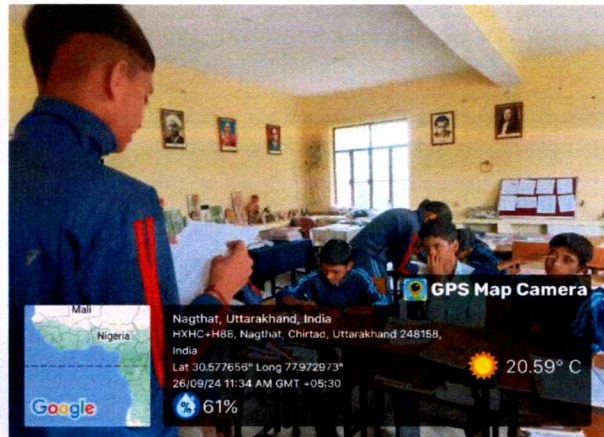 GPS Map Camera
Mali
Nigeria
Google
Nagthat, Uttarakhand, India
HXHC+H88, Nagthat, Chirtad, Uttarakhand 248158,
India
Lat 30.577656° Long 77.972973°
26/09/24 11:34 AM GMT +05:30
61%
20.59° C